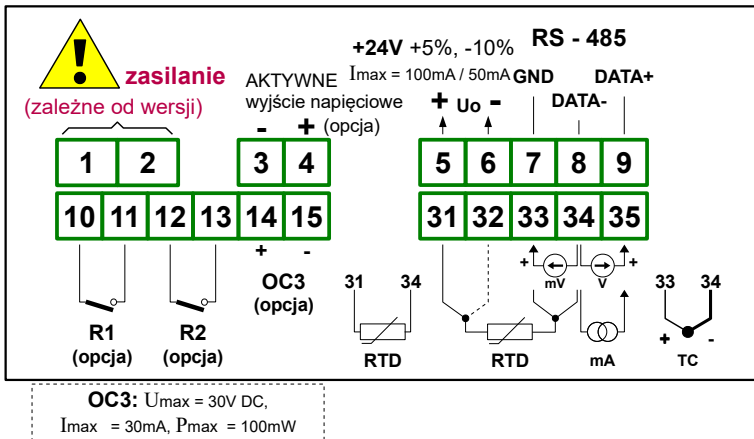 +24V +5%, -10% RS - 485
! zasilanie AKTYWNE Imax = 100mA / 50mA GND DATA+
(zależne od wersji) wyjście napięciowe + Uo - DATA-
- + (opcja)
1 2 3 4 5 6 7 8 9
10 11 12 13 14 15 31 32 33 34 35
+ -
R1 (opcja)
R2 (opcja)
OC3 (opcja)
31 34
RTD
RTD
+ mV
V +
mA
33 34
+ -
TC
OC3: Umax = 30V DC,
Imax = 30mA, Pmax = 100mW